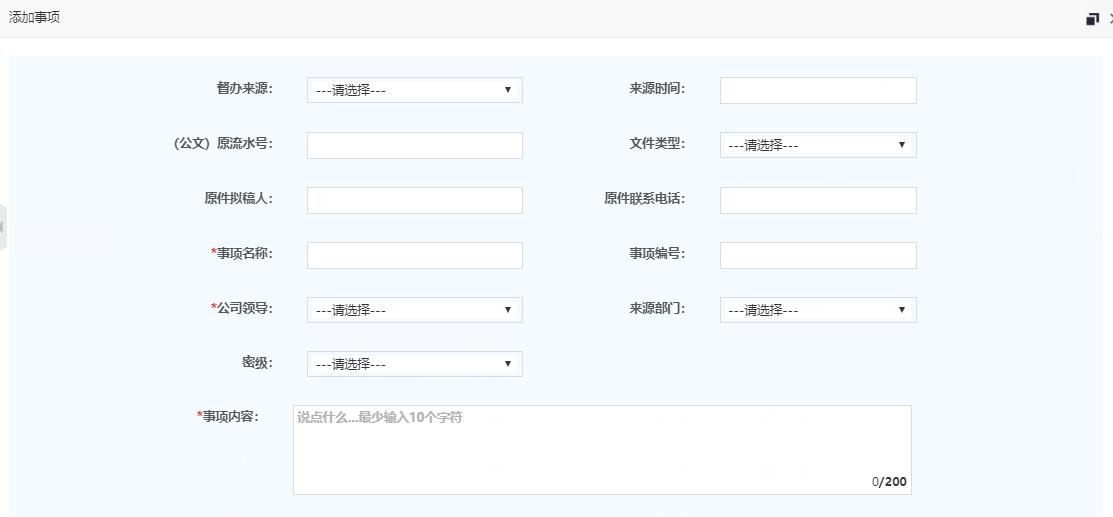 添加事项
督办来源： ---请选择--- 来源时间：
（公文）原流水号： 文件类型： ---请选择---
原件拟稿人： 原件联系电话：
*事项名称： 事项编号：
*公司领导： ---请选择--- 来源部门： ---请选择---
密级： ---请选择---
*事项内容： 说点什么...最少输入10个字符
0/200